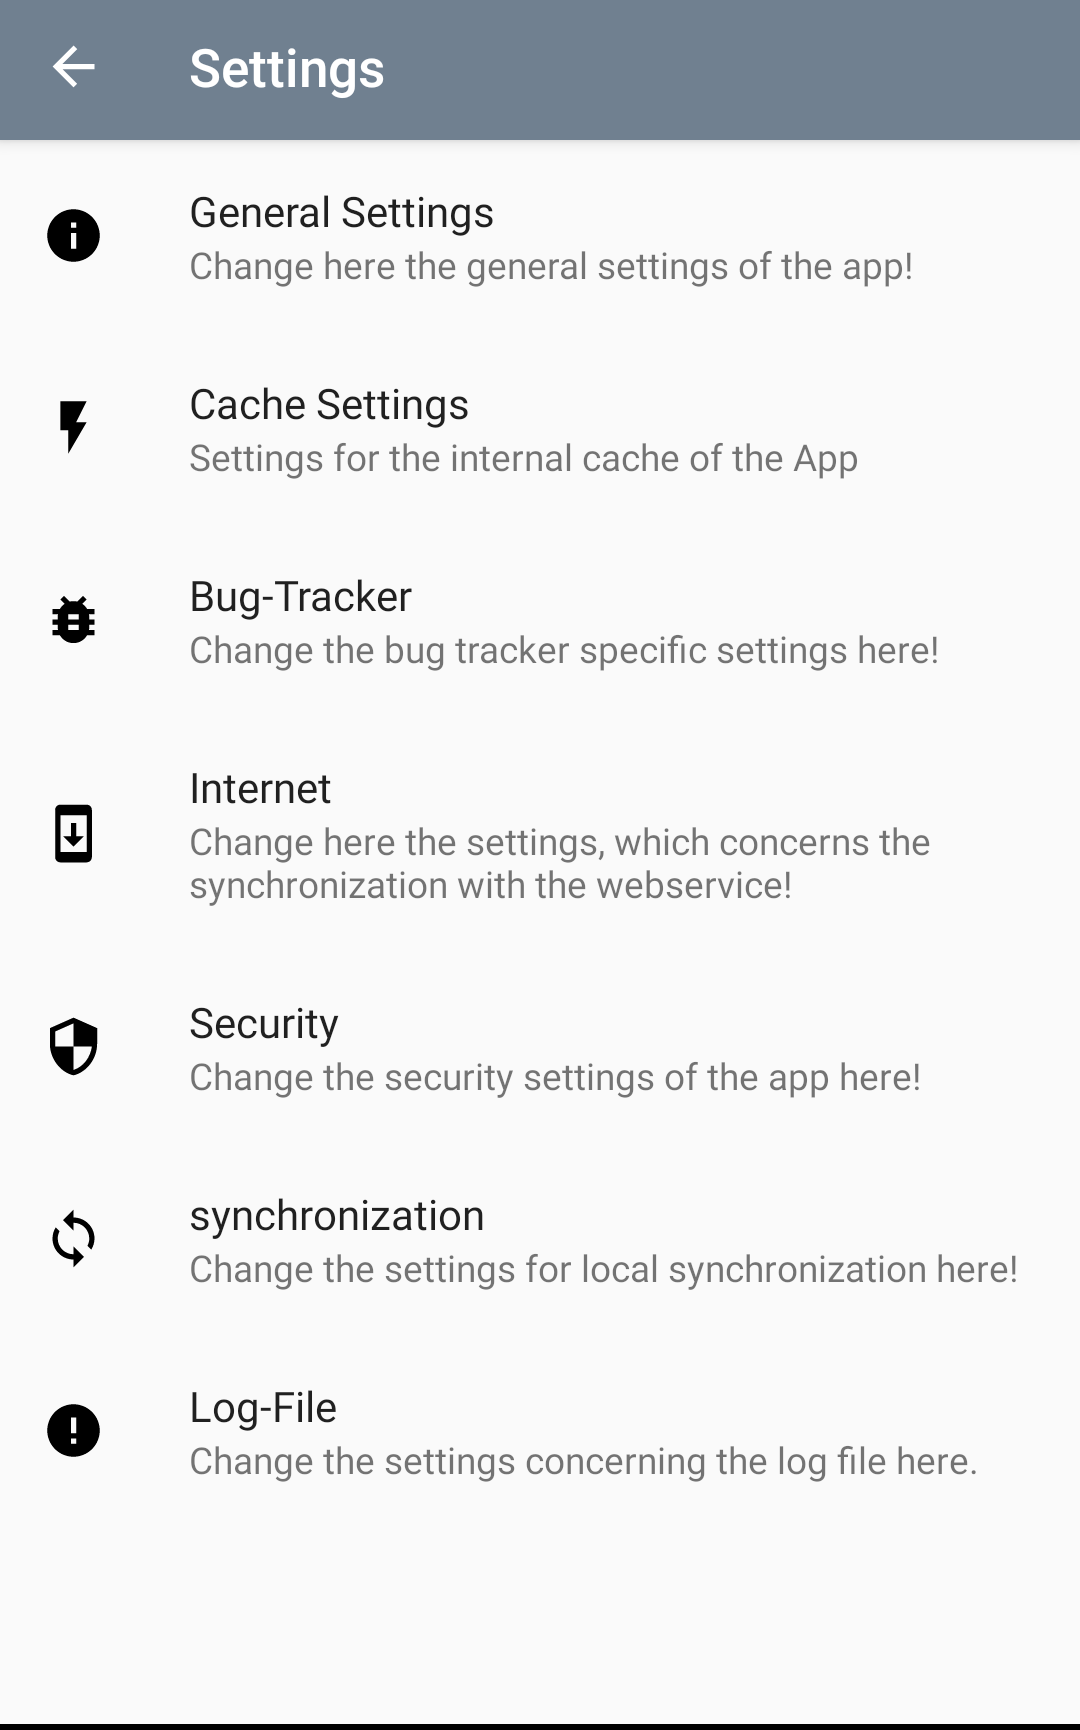 Settings
General Settings
Change here the general settings of the app!
Cache Settings
Settings for the internal cache of the App
Bug-Tracker
Change the bug tracker specific settings here!
Internet
Change here the settings, which concerns the
synchronization with the webservice!
Security
Change the security settings of the app here!
synchronization
Change the settings for local synchronization here!
Log-File
Change the settings concerning the log file here.